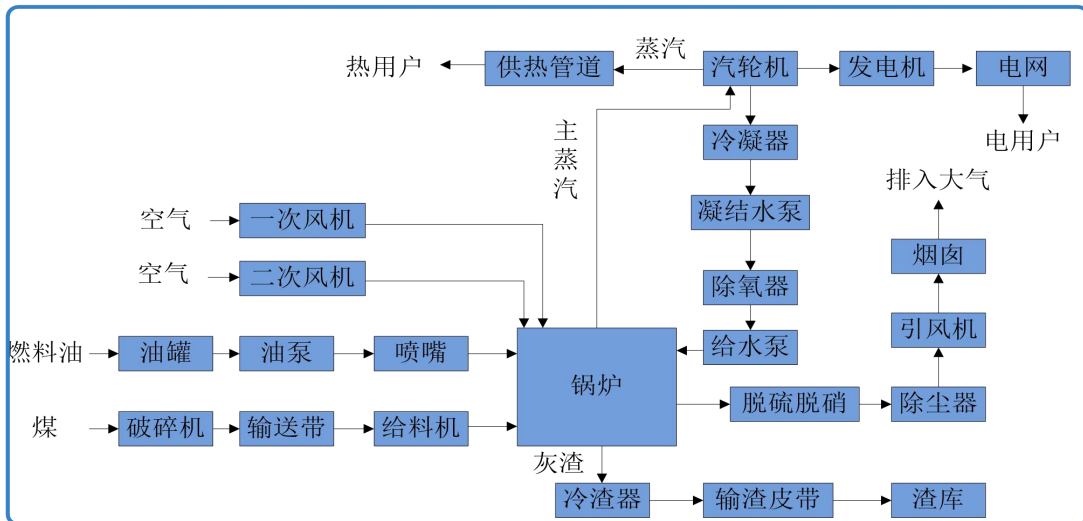 热用户
供热管道
蒸汽
汽轮机
发电机
电网
电用户
主蒸汽
冷凝器
凝结水泵
除氧器
给水泵
排入大气
烟囱
引风机
空气
一次风机
空气
二次风机
燃料油
油罐
油泵
喷嘴
锅炉
脱硫脱硝
除尘器
煤
破碎机
输送带
给料机
灰渣
冷渣器
输渣皮带
渣库